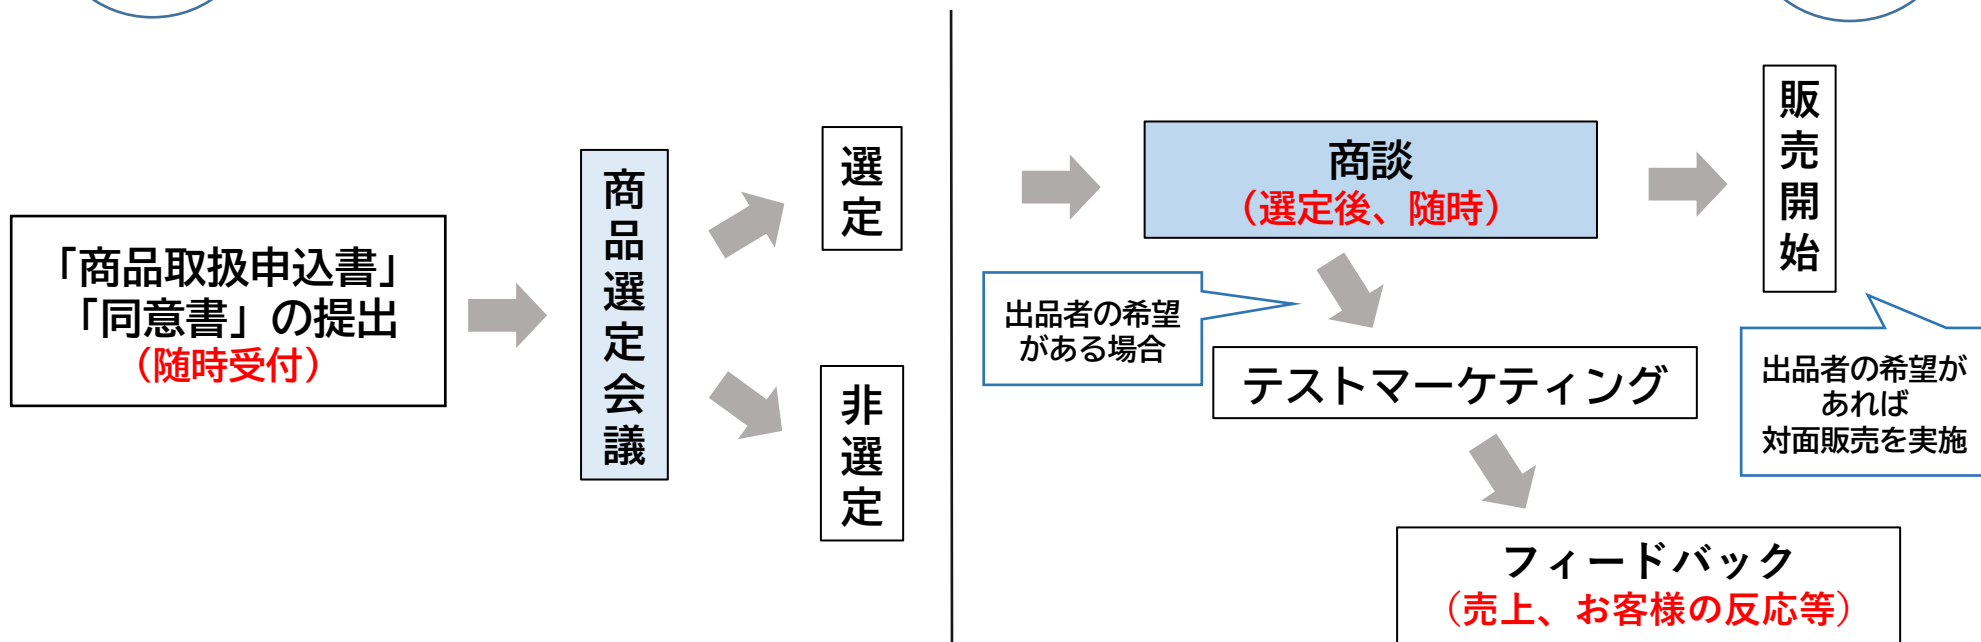 「商品取扱申込書」
「同意書」の提出
（随時受付）
商品選定会議
選定
非選定
商談
（選定後、随時）
出品者の希望
がある場合
テストマーケティング
フィードバック
（売上、お客様の反応等）
販売開始
出品者の希望が
あれば
対面販売を実施